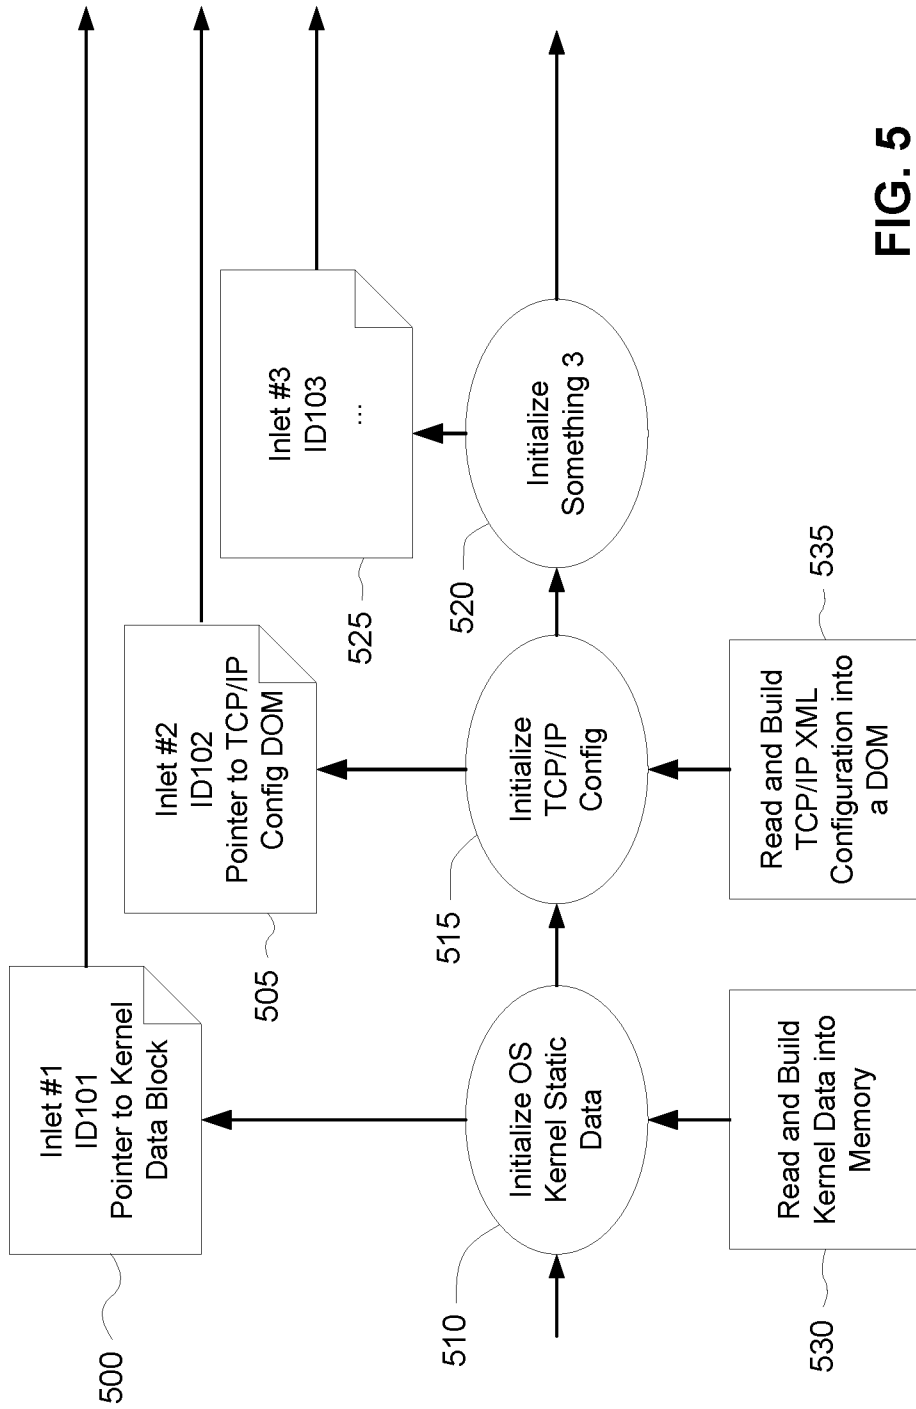 Inlet #1
ID101
Pointer to Kernel
Data Block
500
Inlet #2
ID102
Pointer to TCP/IP
Config DOM
505
Inlet #3
ID103
...
525
Initialize OS
Kernel Static
Data
510
Initialize
TCP/IP
Config
515
Initialize
Something 3
520
Read and Build
Kernel Data into
Memory
530
Read and Build
TCP/IP XML
Configuration into
a DOM
535
FIG. 5